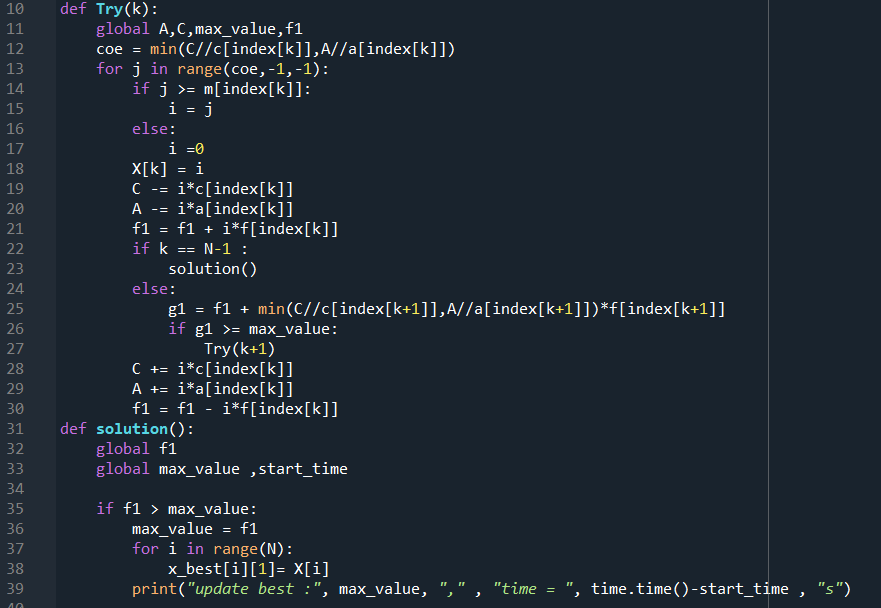 10 def Try(k):
11     global A,C,max_value,f1
12     coe = min(C//c[index[k]],A//a[index[k]])
13     for j in range(coe,-1,-1):
14         if j >= m[index[k]]:
15             i = j
16         else:
17             i =0
18         X[k] = i
19         C -= i*c[index[k]]
20         A -= i*a[index[k]]
21         f1 = f1 + i*f[index[k]]
22         if k == N-1 :
23             solution()
24         else:
25             g1 = f1 + min(C//c[index[k+1]],A//a[index[k+1]])*f[index[k+1]]
26             if g1 >= max_value:
27                 Try(k+1)
28         C += i*c[index[k]]
29         A += i*a[index[k]]
30         f1 = f1 - i*f[index[k]]
31 def solution():
32     global f1
33     global max_value ,start_time
34
35     if f1 > max_value:
36         max_value = f1
37         for i in range(N):
38             x_best[i][1]= X[i]
39         print("update best :", max_value, "," , "time = ", time.time()-start_time , "s")
40